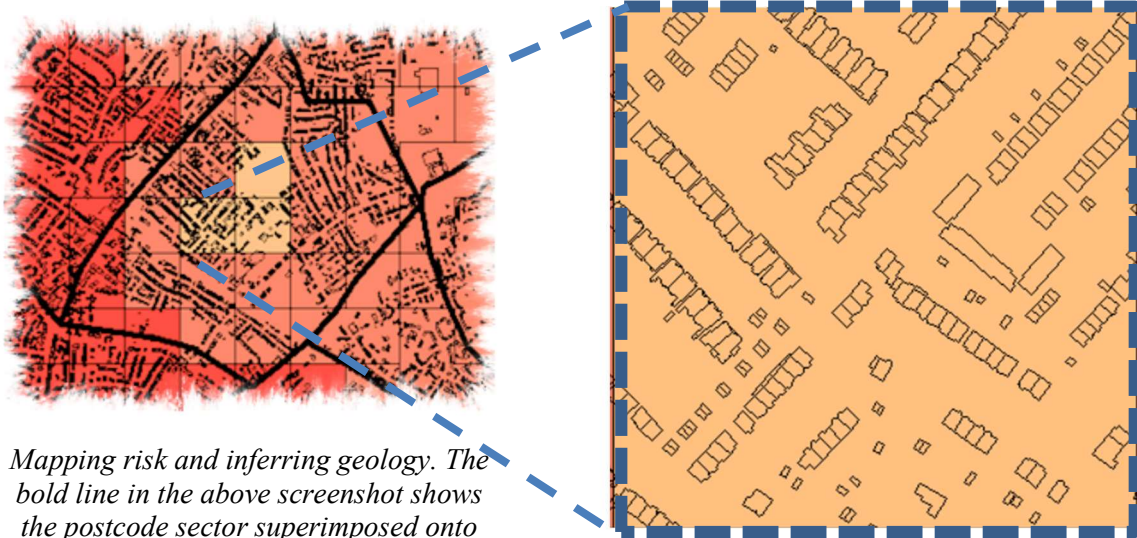 Mapping risk and inferring geology. The
bold line in the above screenshot shows
the postcode sector superimposed onto